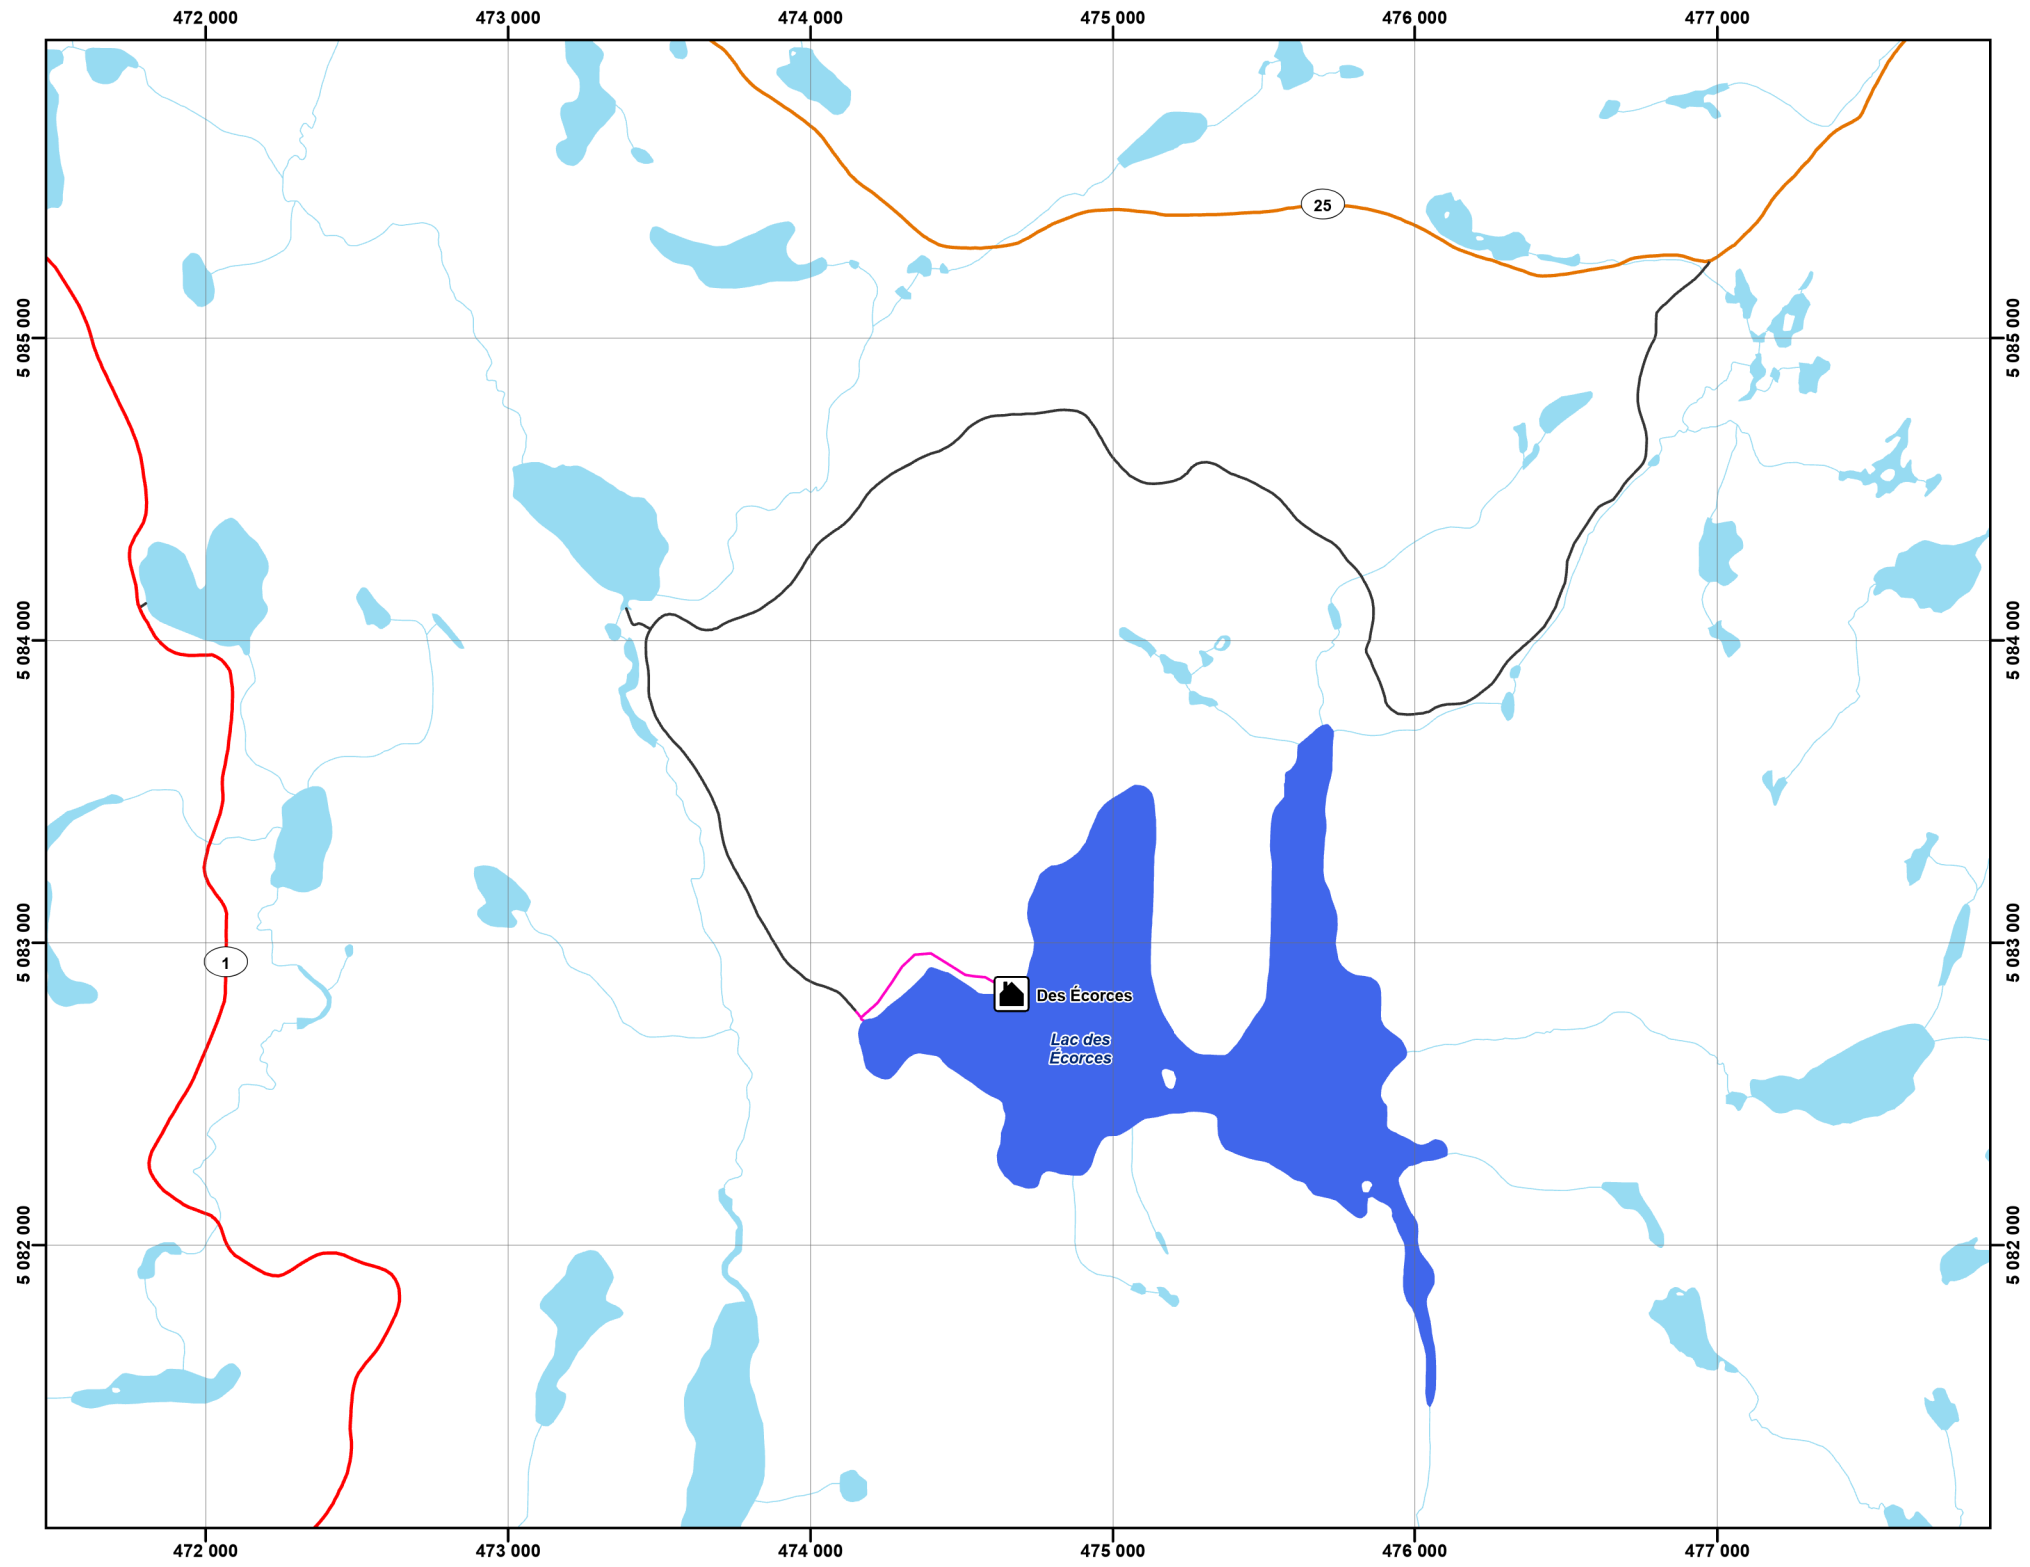 472 000 473 000 474 000 475 000 476 000 477 000
25
5 085 000 5 085 000
5 084 000 5 084 000
5 083 000 5 083 000
1
Des Écorces
Lac des
Écorces
5 082 000 5 082 000
472 000 473 000 474 000 475 000 476 000 477 000